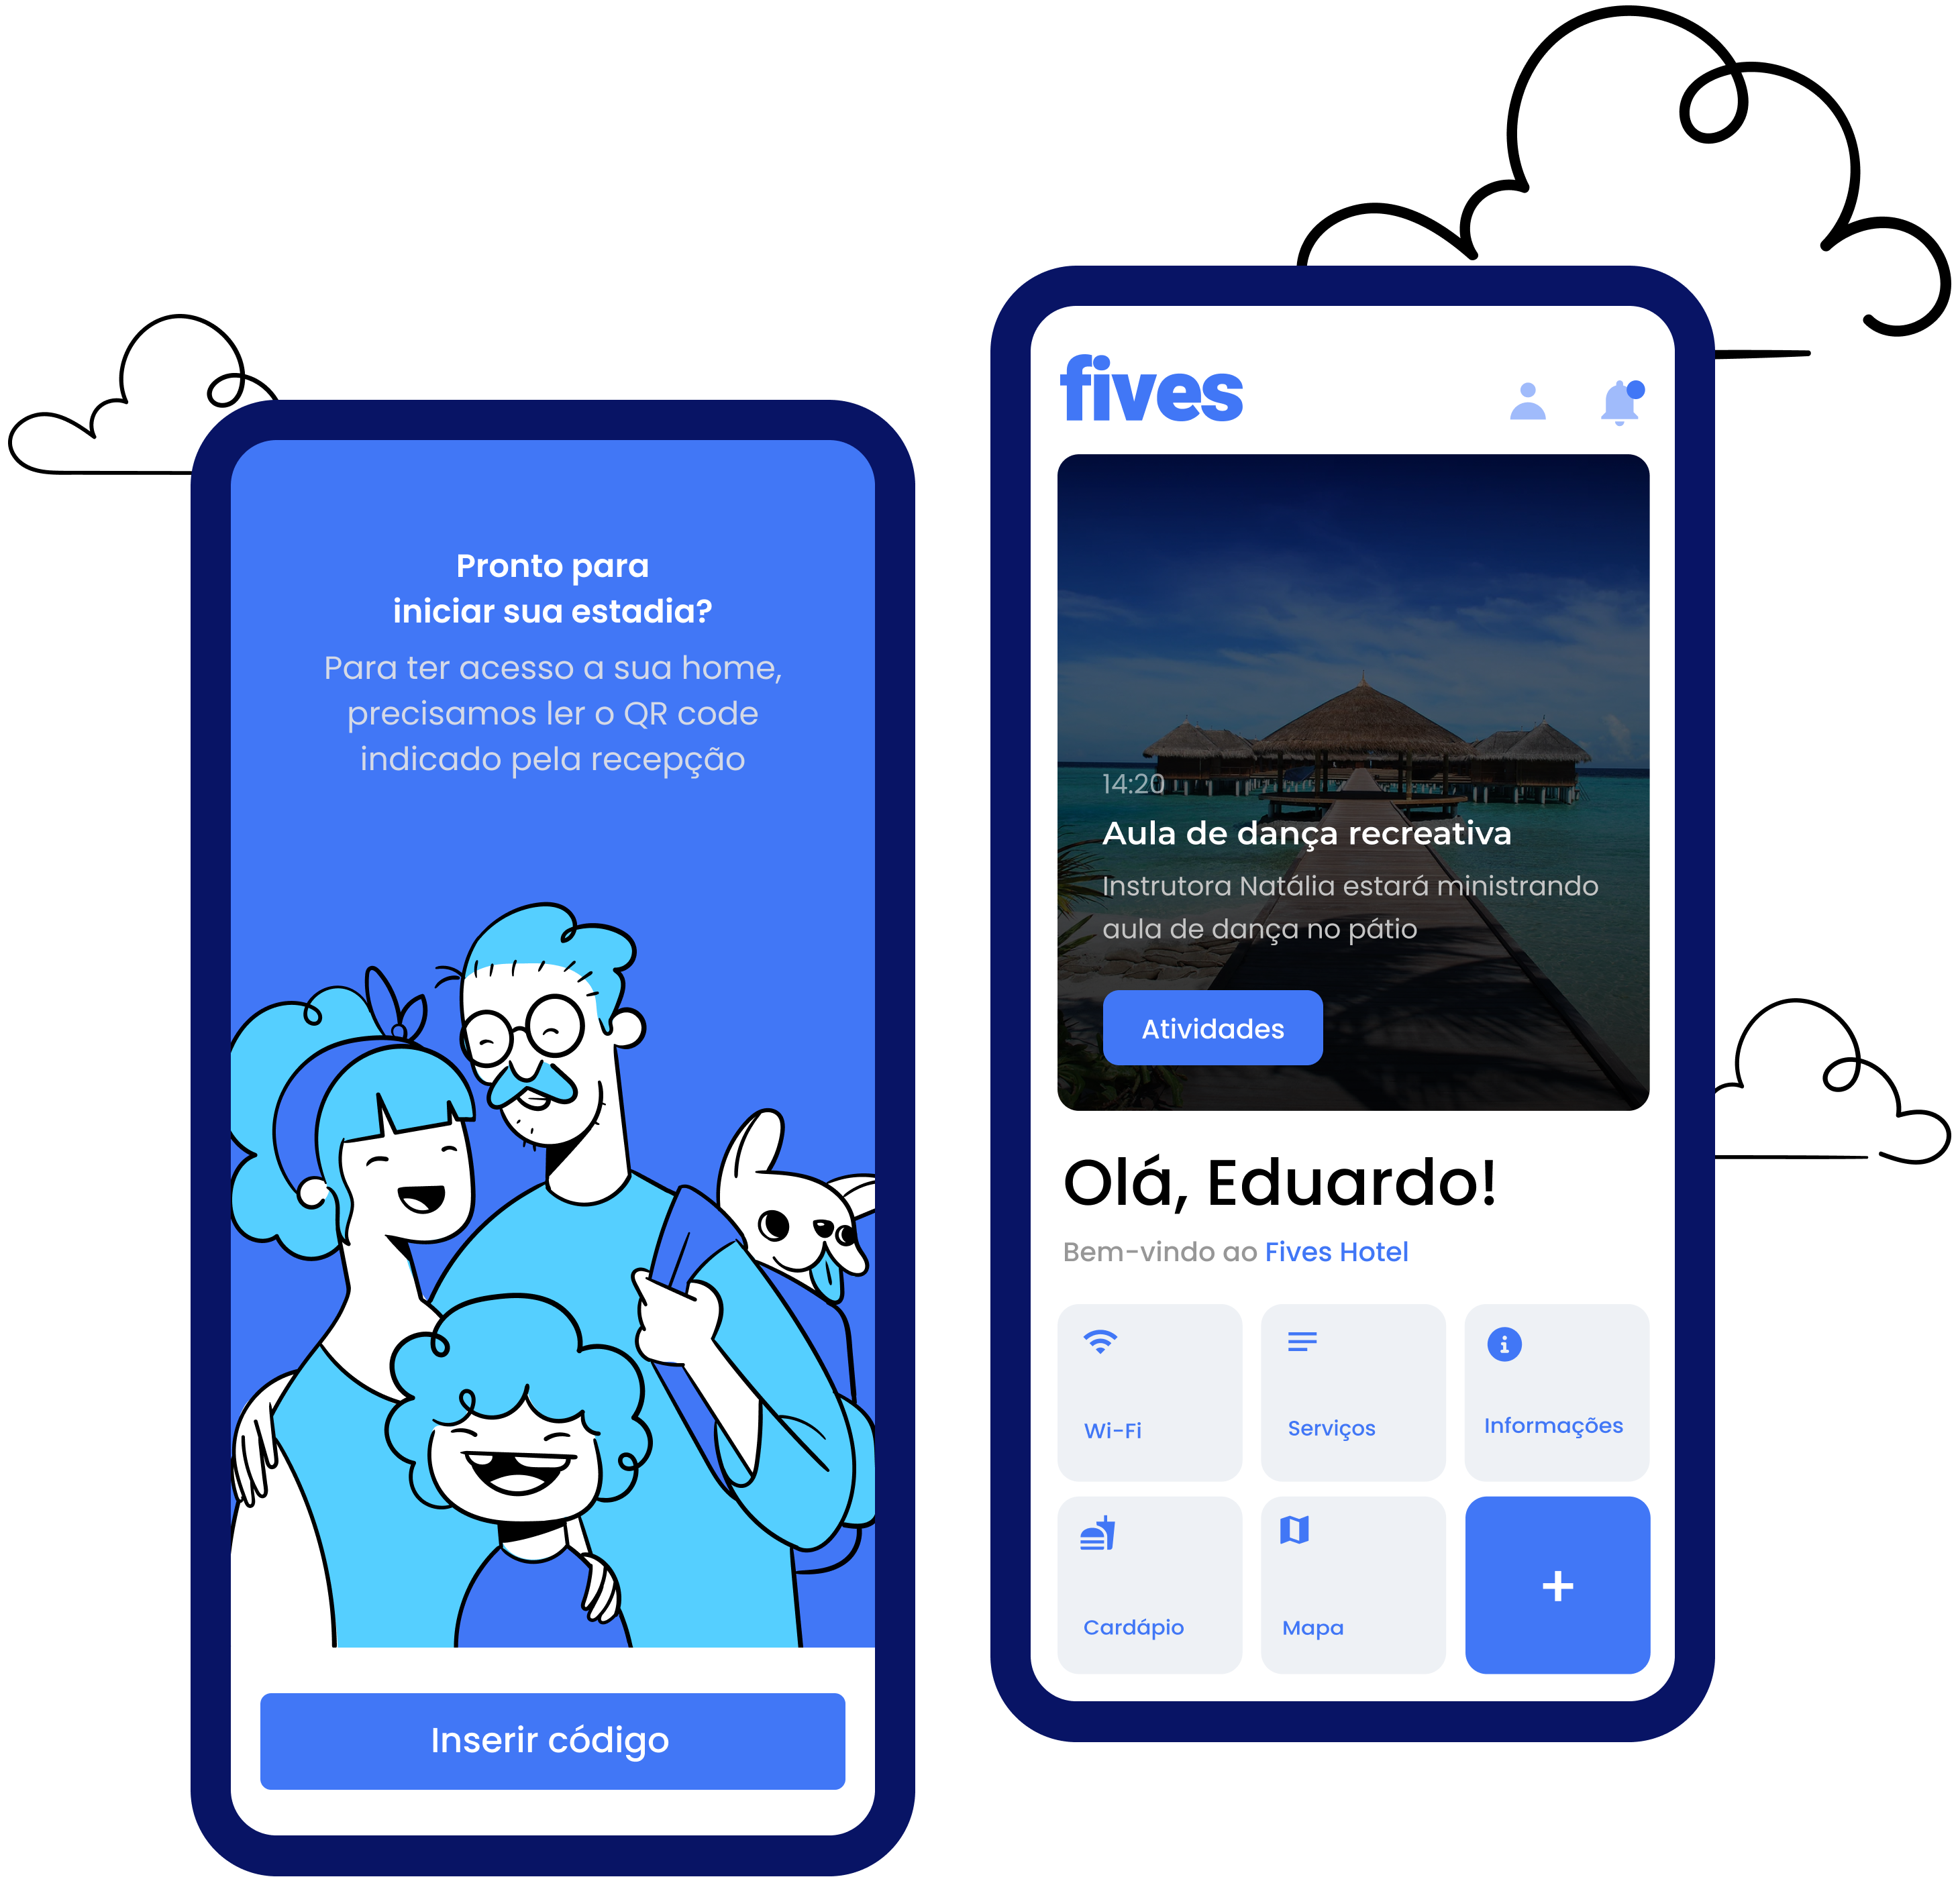 Pronto para
iniciar sua estadia?
Para ter acesso a sua home,
precisamos ler o QR code
indicado pela recepção
Inserir código
fives
14:20
Aula de dança recreativa
Instrutora Natália estará ministrando
aula de dança no pátio
Atividades
Olá, Eduardo!
Bem-vindo ao Fives Hotel
Wi-Fi
Serviços
Informações
Cardápio
Mapa
+